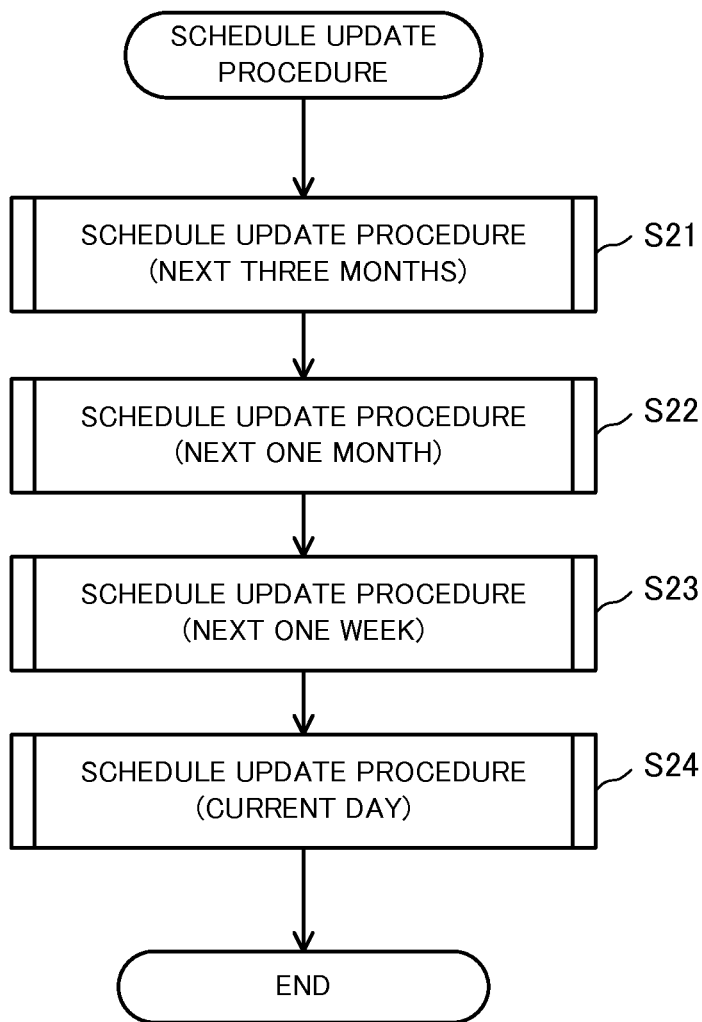 SCHEDULE UPDATE
PROCEDURE
SCHEDULE UPDATE PROCEDURE
(NEXT THREE MONTHS)
S21
SCHEDULE UPDATE PROCEDURE
(NEXT ONE MONTH)
S22
SCHEDULE UPDATE PROCEDURE
(NEXT ONE WEEK)
S23
SCHEDULE UPDATE PROCEDURE
(CURRENT DAY)
S24
END